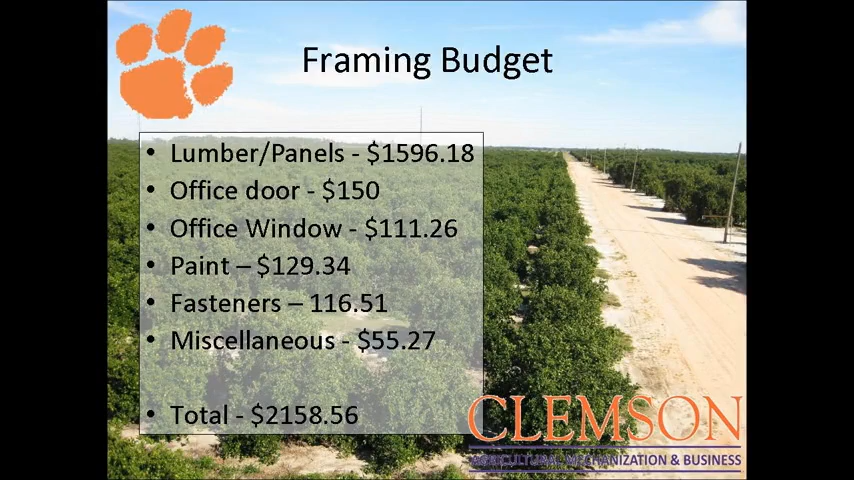 Framing Budget
• Lumber/Panels - $1596.18
• Office door - $150
• Office Window - $111.26
• Paint – $129.34
• Fasteners – 116.51
• Miscellaneous - $55.27
• Total - $2158.56
CLEMSON
AGRICULTURAL MECHANIZATION & BUSINESS